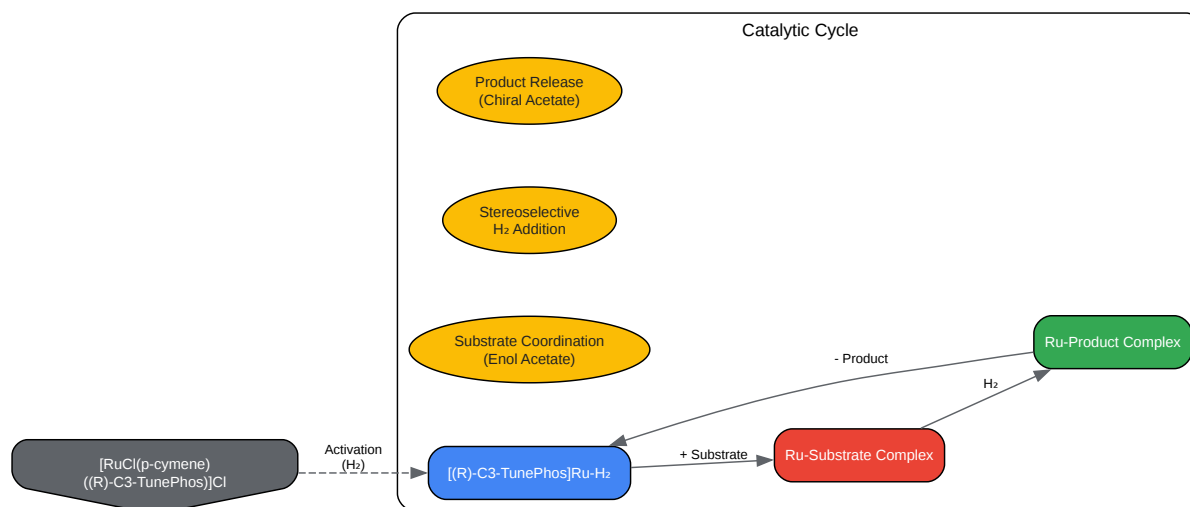 Catalytic Cycle
Product Release
(Chiral Acetate)
Stereoselective
H₂ Addition
Substrate Coordination
(Enol Acetate)
Ru-Product Complex
- Product
H₂
Activation
(H₂)
+ Substrate
Ru-Substrate Complex
[RuCl(p-cymene)
((R)-C3-TunePhos)]Cl
[(R)-C3-TunePhos]Ru-H₂